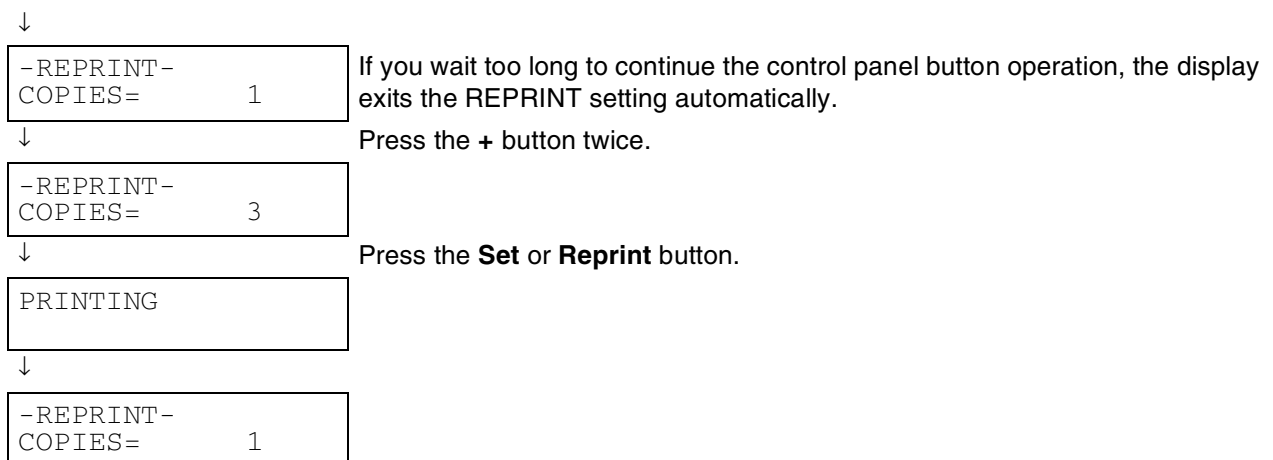 ↓
-REPRINT-
COPIES= 1
If you wait too long to continue the control panel button operation, the display
exits the REPRINT setting automatically.
↓
Press the + button twice.
-REPRINT-
COPIES= 3
↓
Press the Set or Reprint button.
PRINTING
↓
-REPRINT-
COPIES= 1